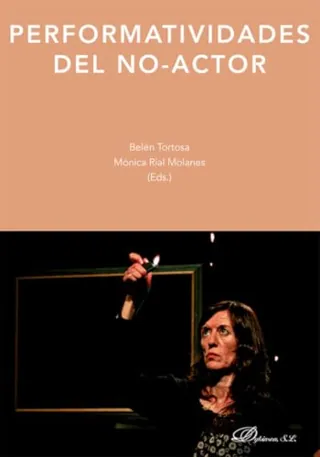 PERFORMATIVIDADES
DEL NO-ACTOR
Belén Tortosa
Mónica Rial Molanes
(Eds.)
Dykinson, S.L.